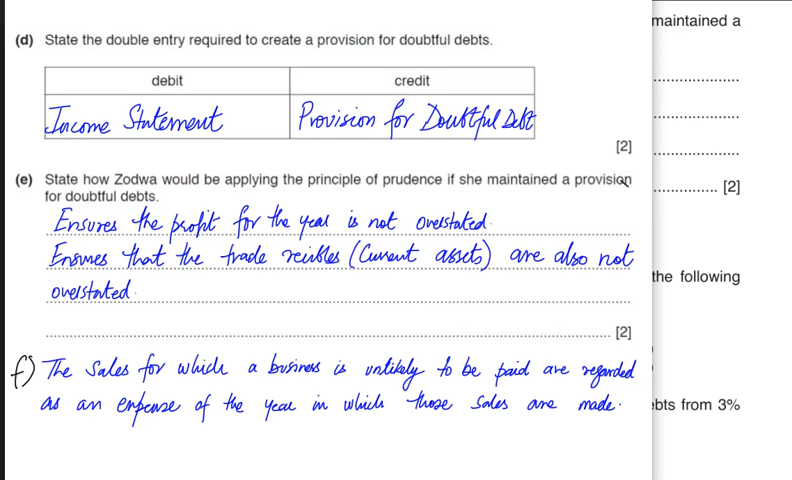 maintained a
(d) State the double entry required to create a provision for doubtful debts.
debit credit
Income Statement Provision for Doubtful Debt
[2]
(e) State how Zodwa would be applying the principle of prudence if she maintained a provision
for doubtful debts.
[2]
Ensures the profit for the year is not overstated.
Ensures that the trade (Current assets) are also not
overstated.
the following
[2]
f) The Sales for which a business is unlikely to be paid are regarded
as an expense of the year in which those sales are made.
bts from 3%